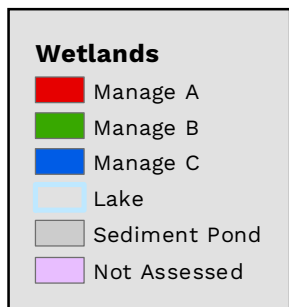 Wetlands
Manage A
Manage B
Manage C
Lake
Sediment Pond
Not Assessed